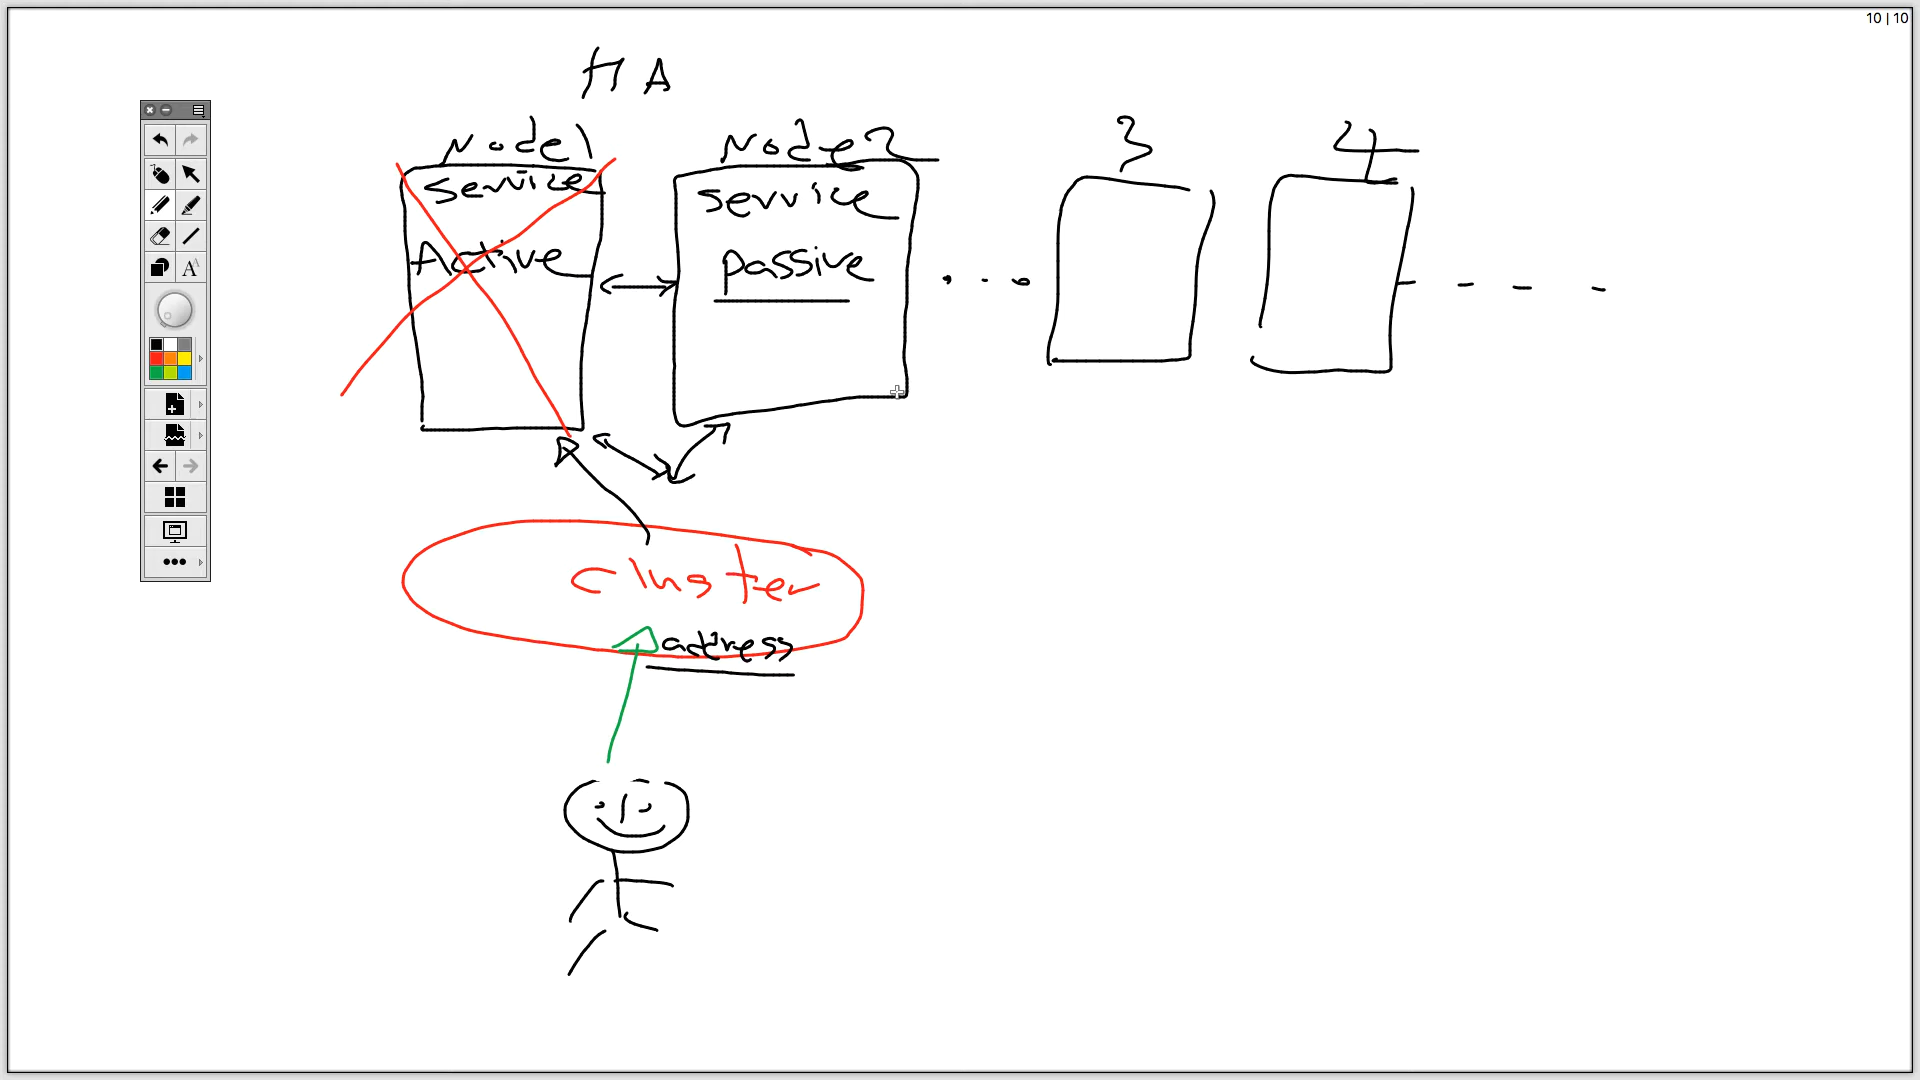 10 | 10
HA
Node1
Node2
3
4
Service
Active
Service
passive
cluster
address